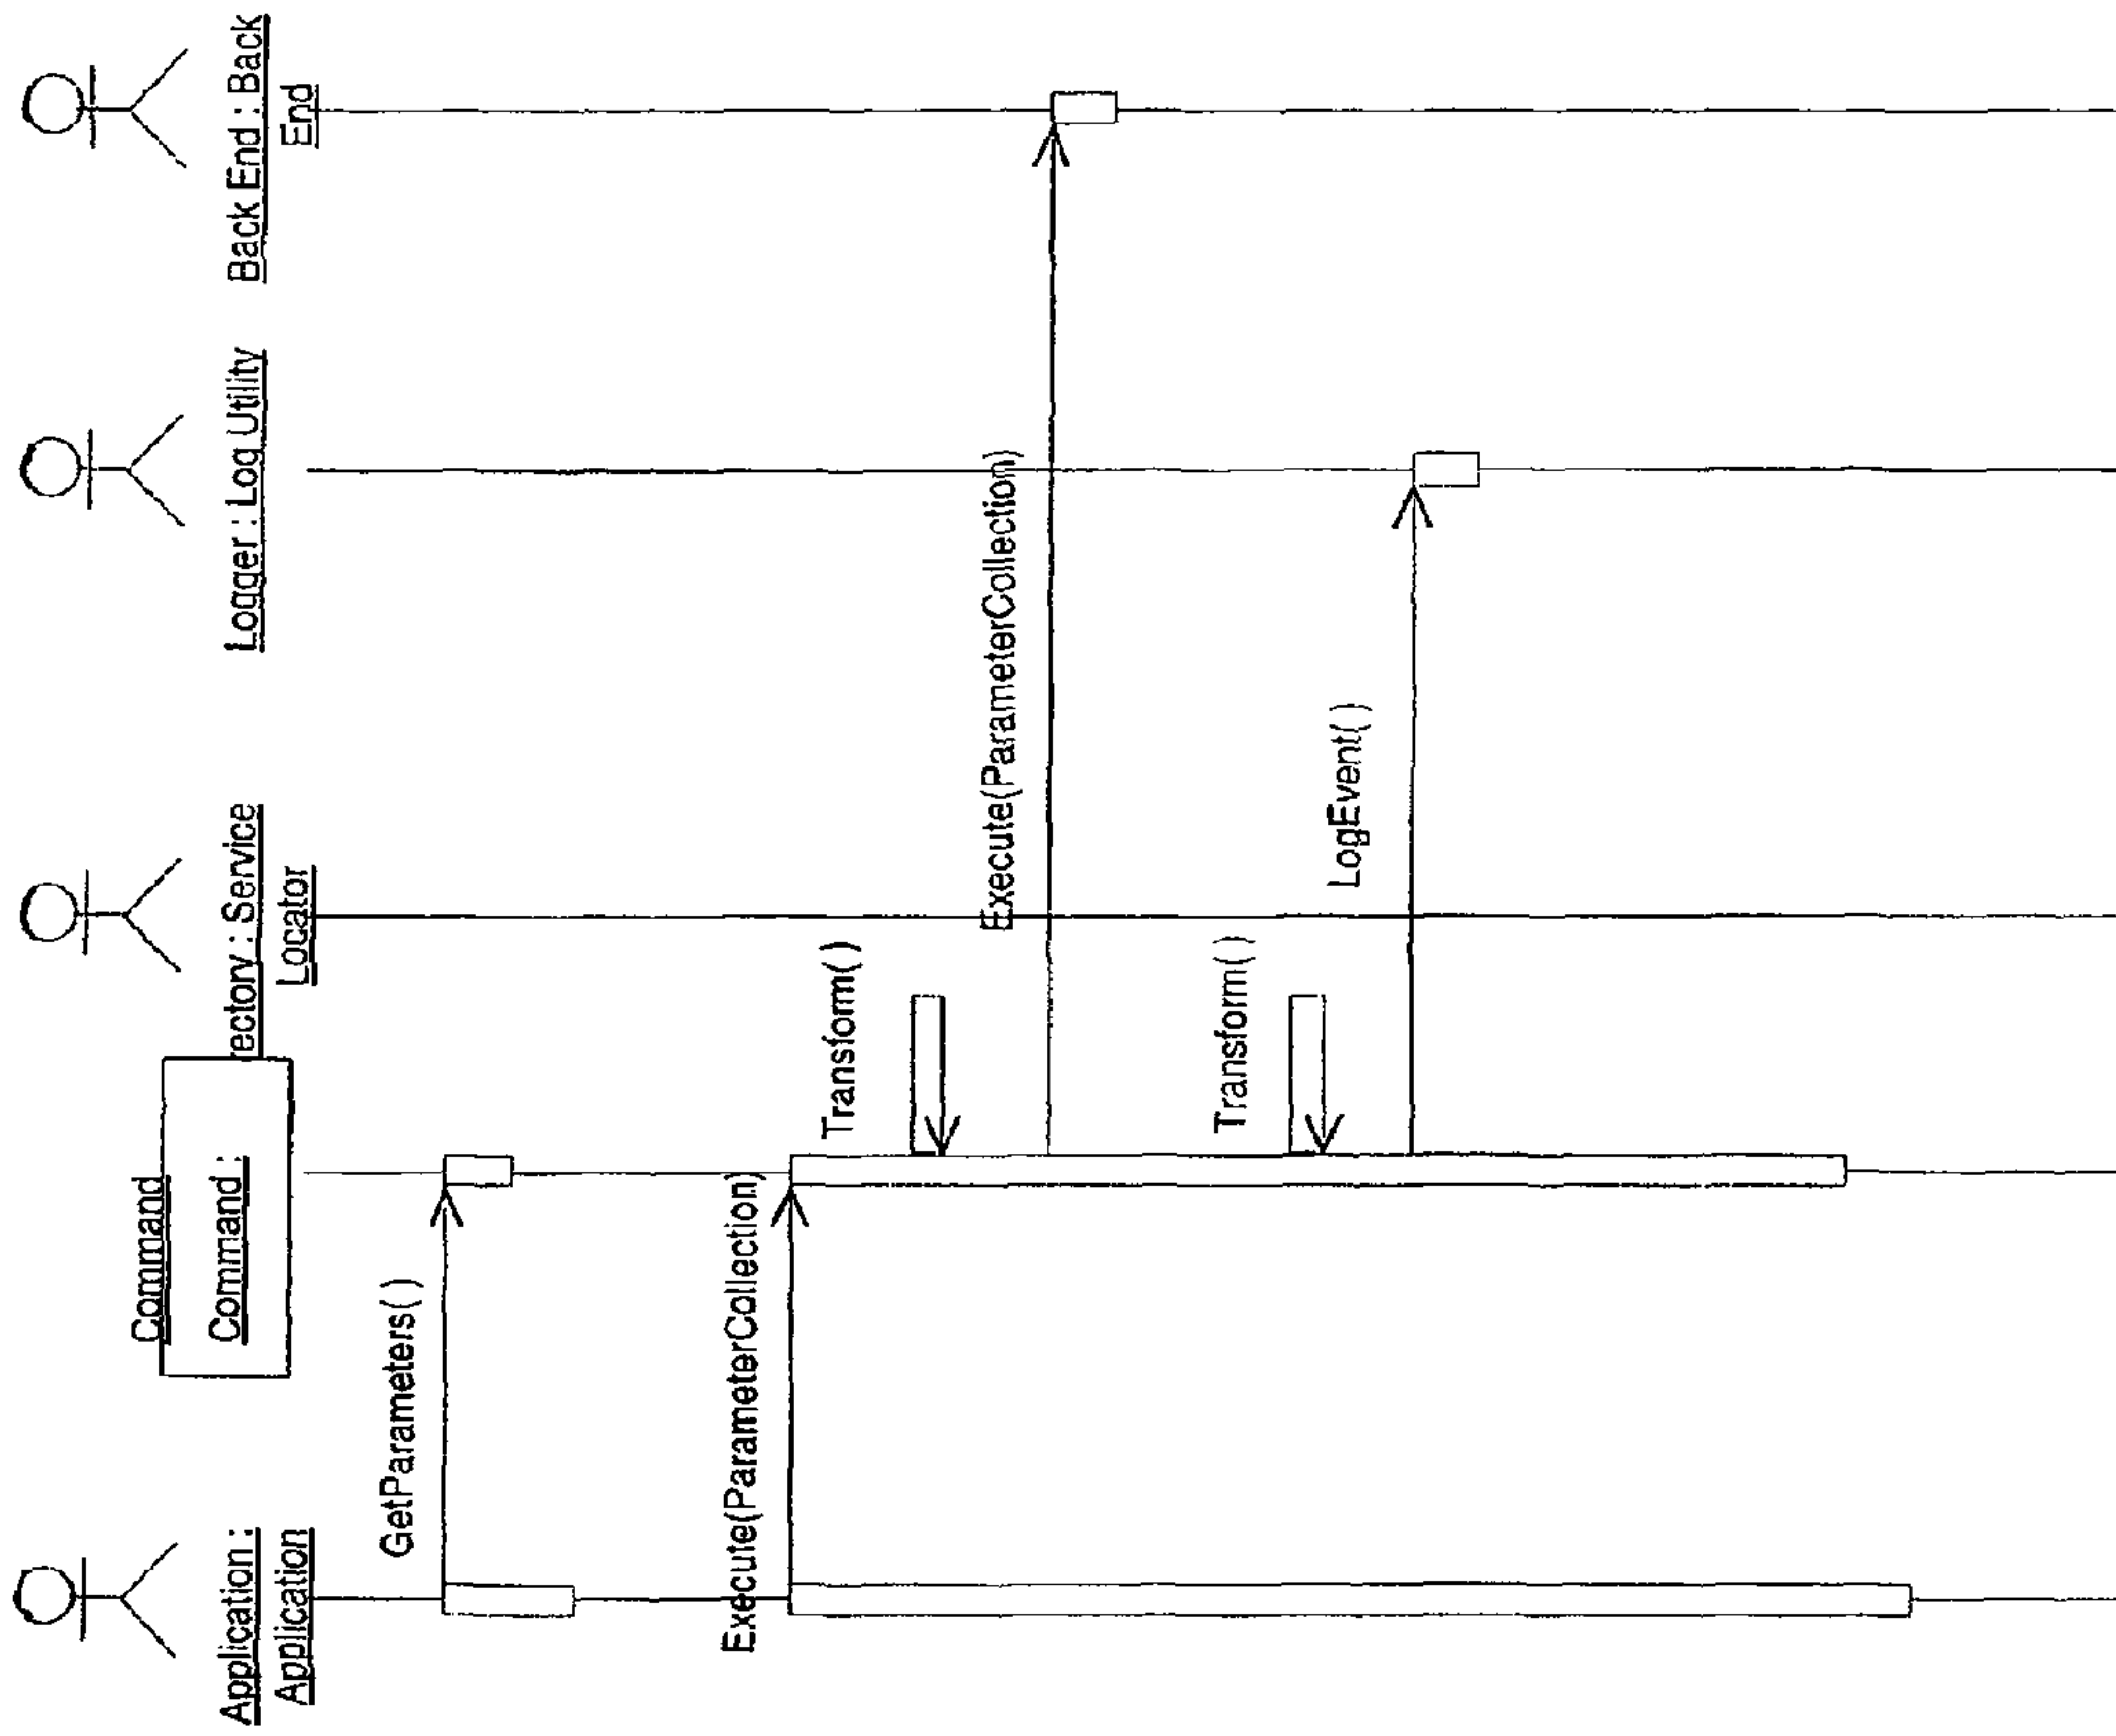 Application :
Application
Command
Command :
rectory : Service
Locator
Logger : Log Utility
Back End : Back
End
GetParameters( )
Execute(ParameterCollection)
Transform( )
Execute(ParameterCollection)
Transform( )
LogEvent( )